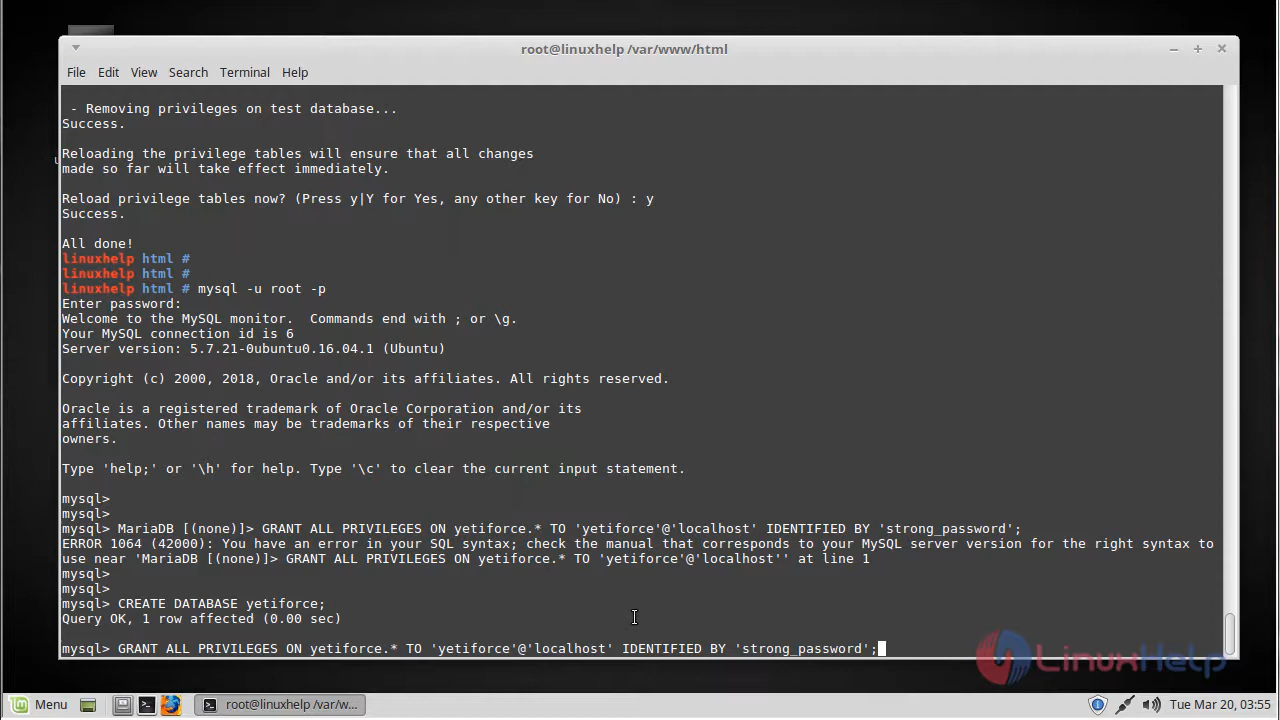 root@linuxhelp /var/www/html
File Edit View Search Terminal Help
- Removing privileges on test database...
Success.
Reloading the privilege tables will ensure that all changes
made so far will take effect immediately.
Reload privilege tables now? (Press y|Y for Yes, any other key for No) : y
Success.
All done!
linuxhelp html #
linuxhelp html #
linuxhelp html # mysql -u root -p
Enter password:
Welcome to the MySQL monitor.  Commands end with ; or \g.
Your MySQL connection id is 6
Server version: 5.7.21-0ubuntu0.16.04.1 (Ubuntu)
Copyright (c) 2000, 2018, Oracle and/or its affiliates. All rights reserved.
Oracle is a registered trademark of Oracle Corporation and/or its
affiliates. Other names may be trademarks of their respective
owners.
Type 'help;' or '\h' for help. Type '\c' to clear the current input statement.
mysql>
mysql>
mysql> MariaDB [(none)]> GRANT ALL PRIVILEGES ON yetiforce.* TO 'yetiforce'@'localhost' IDENTIFIED BY 'strong_password';
ERROR 1064 (42000): You have an error in your SQL syntax; check the manual that corresponds to your MySQL server version for the right syntax to
use near 'MariaDB [(none)]> GRANT ALL PRIVILEGES ON yetiforce.* TO 'yetiforce'@'localhost'' at line 1
mysql>
mysql>
mysql> CREATE DATABASE yetiforce;
Query OK, 1 row affected (0.00 sec)
mysql> GRANT ALL PRIVILEGES ON yetiforce.* TO 'yetiforce'@'localhost' IDENTIFIED BY 'strong_password';
LinuxHelp
Menu root@linuxhelp /var/w... Tue Mar 20, 03:55